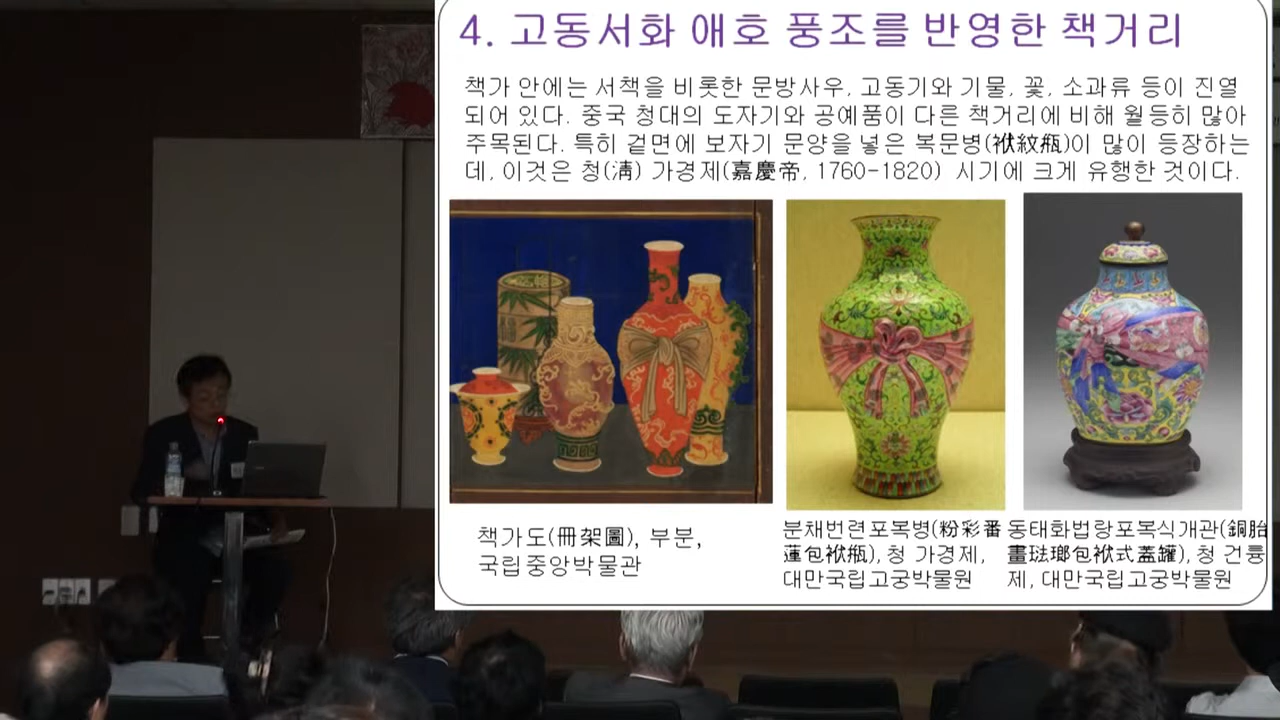 4. 고동서화 애호 풍조를 반영한 책거리
책가 안에는 서책을 비롯한 문방사우, 고동기와 기물, 꽃, 소과류 등이 진열
되어 있다. 중국 청대의 도자기와 공예품이 다른 책거리에 비해 월등히 많아
주목된다. 특히 겉면에 보자기 문양을 넣은 복문병(袱紋瓶)이 많이 등장하는
데, 이것은 청(淸) 가경제(嘉慶帝, 1760-1820) 시기에 크게 유행한 것이다.
책가도(冊架圖), 부분,
국립중앙박물관
분채번련포복병(粉彩番
蓮包袱瓶), 청 가경제,
대만국립고궁박물원
동태화법랑포복식개관(銅胎
畫琺瑯包袱式蓋罐), 청 건륭
제, 대만국립고궁박물원